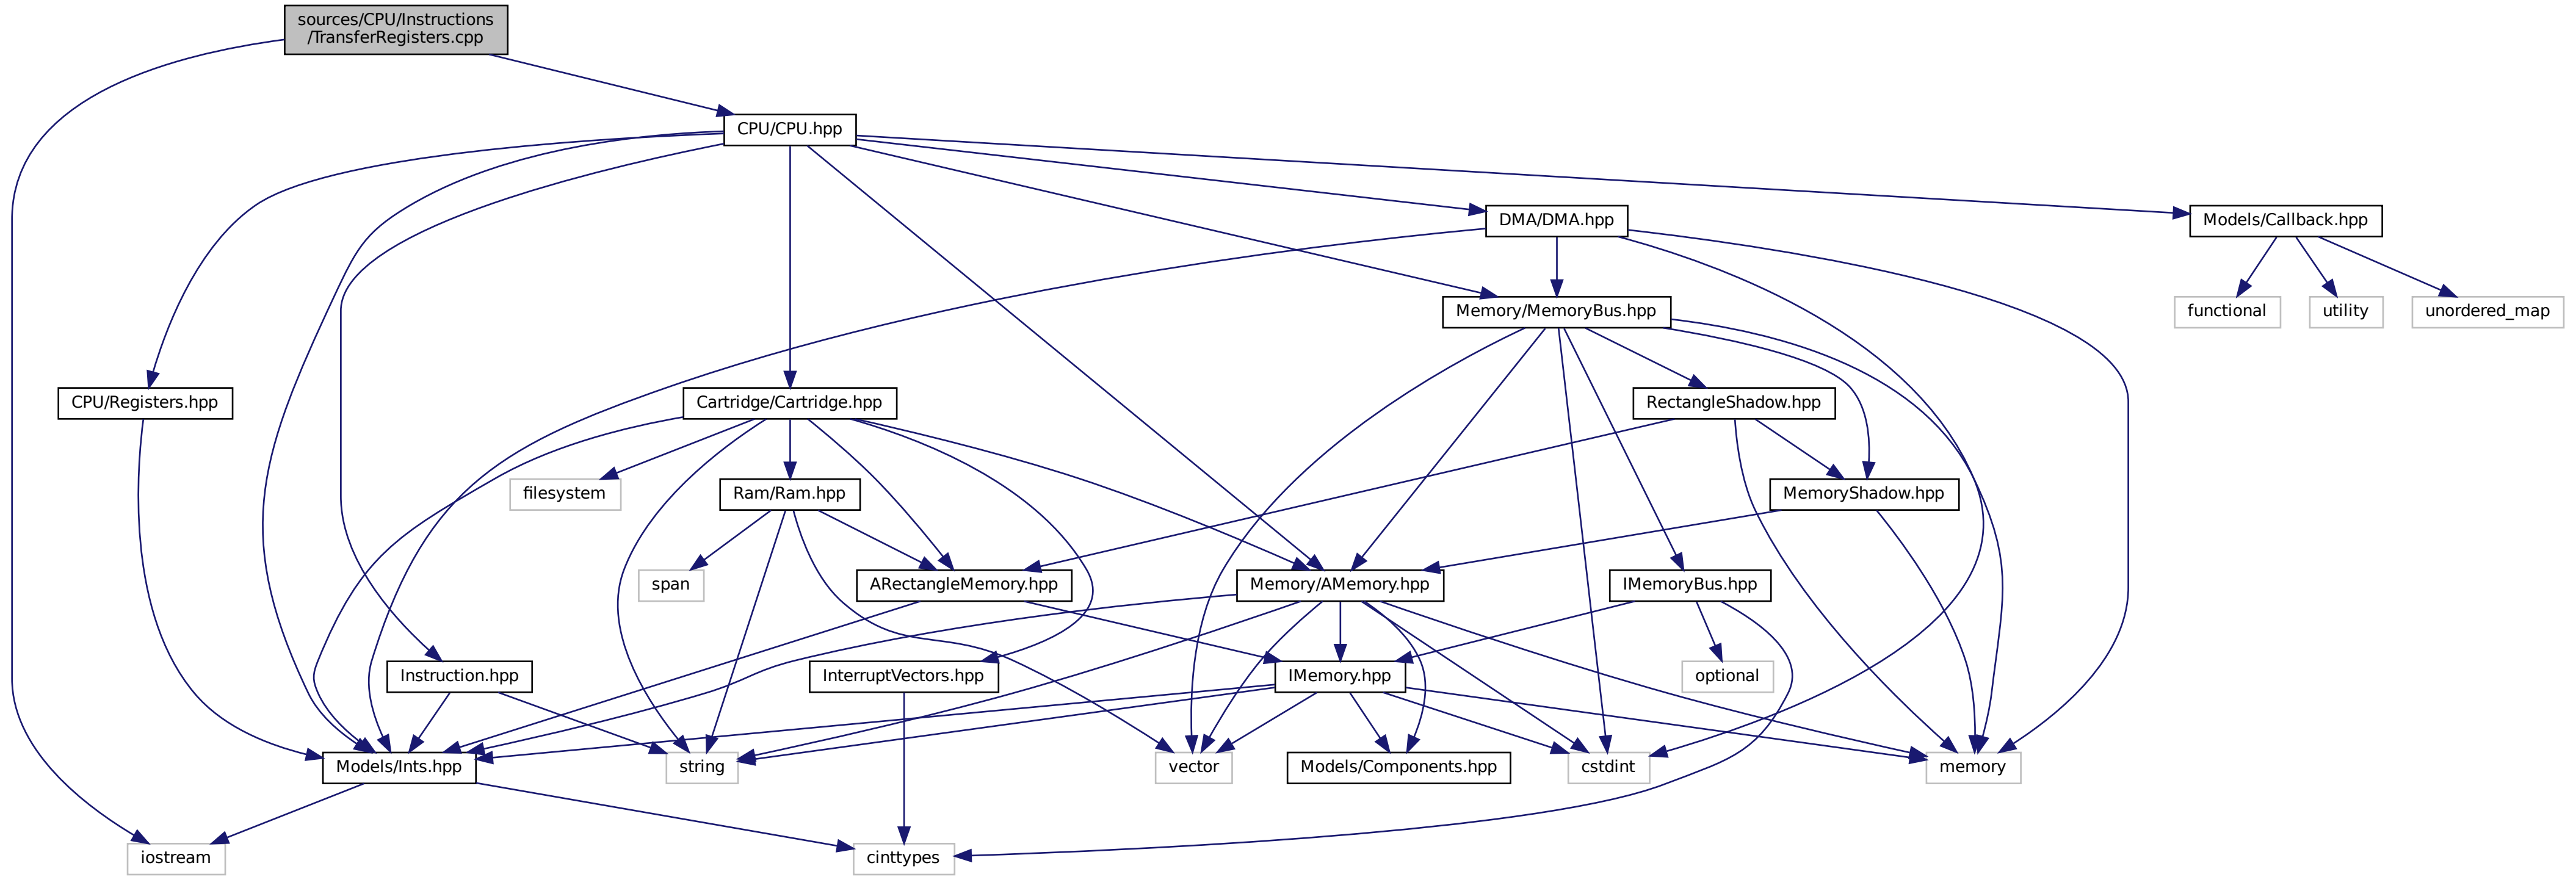 sources/CPU/Instructions
/TransferRegisters.cpp
CPU/CPU.hpp
DMA/DMA.hpp
Models/Callback.hpp
Memory/MemoryBus.hpp
functional
utility
unordered_map
CPU/Registers.hpp
Cartridge/Cartridge.hpp
RectangleShadow.hpp
filesystem
Ram/Ram.hpp
MemoryShadow.hpp
span
ARectangleMemory.hpp
Memory/AMemory.hpp
IMemoryBus.hpp
Instruction.hpp
InterruptVectors.hpp
IMemory.hpp
optional
Models/Ints.hpp
string
vector
Models/Components.hpp
cstdint
memory
iostream
cinttypes